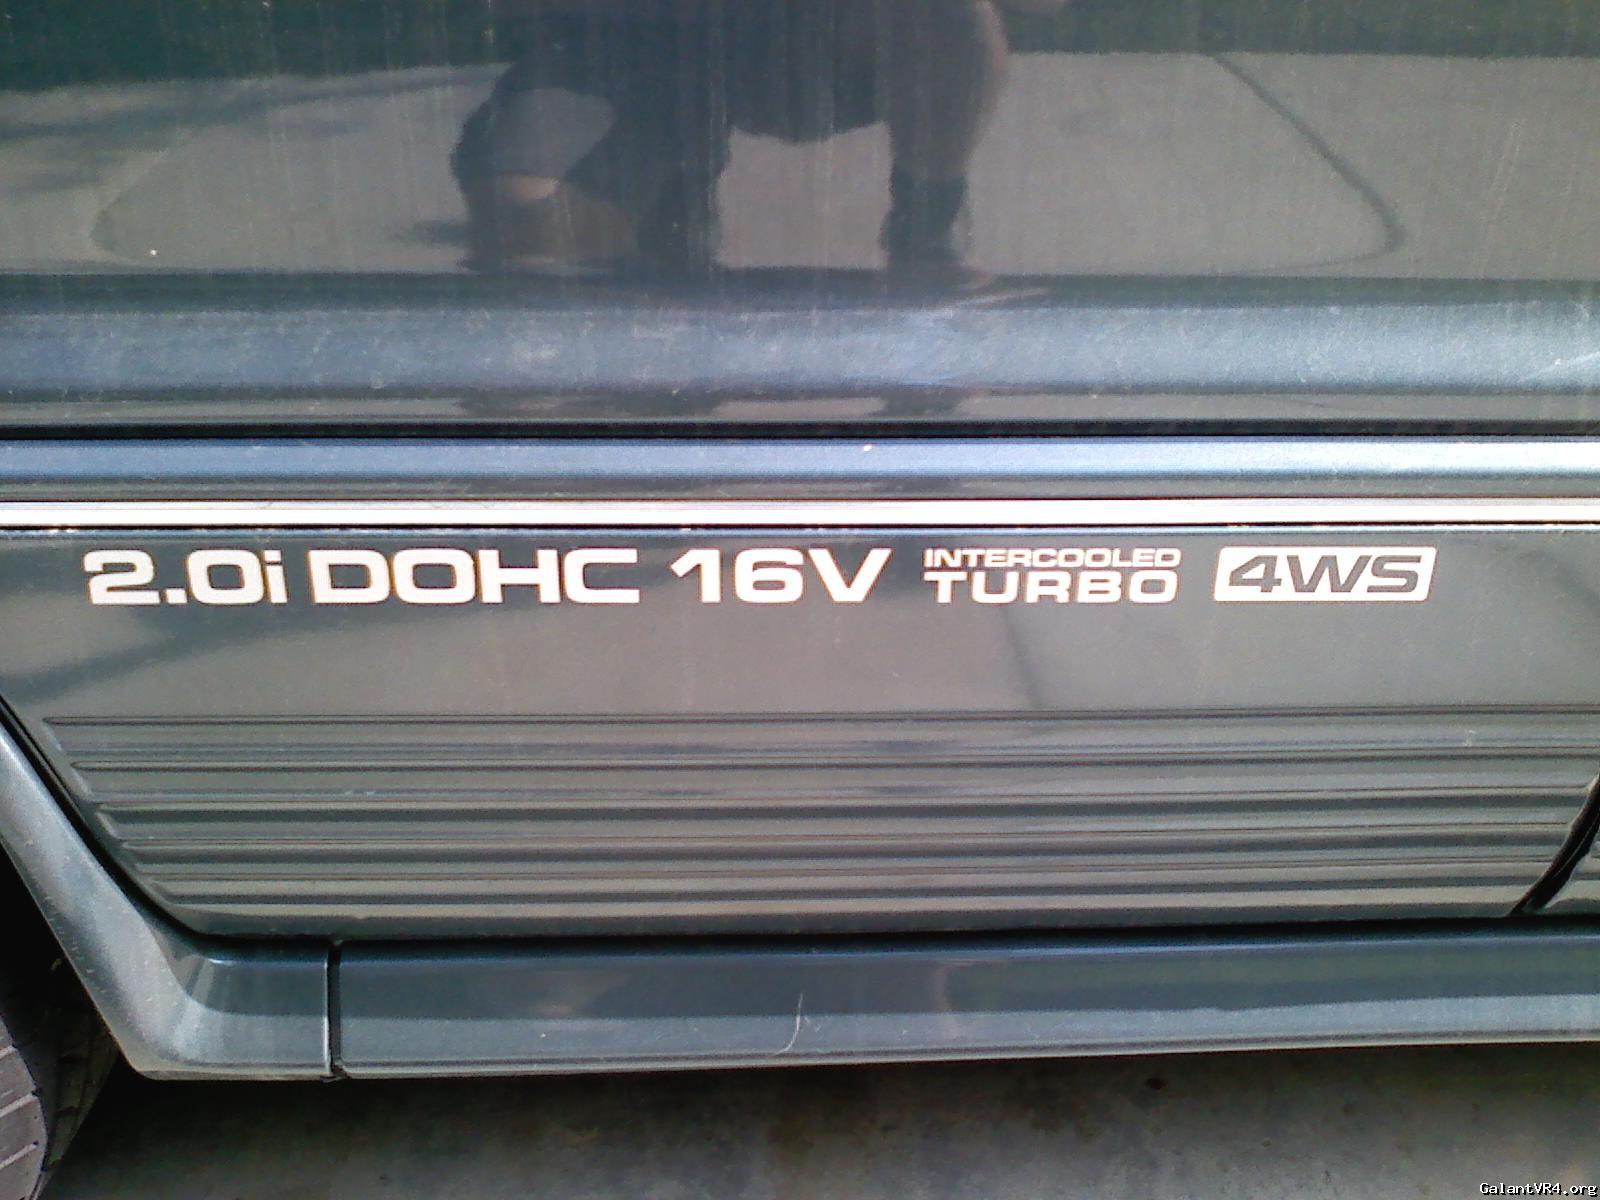 2.0i DOHC 16V INTERCOOLED TURBO 4WS
GalantVR4.org